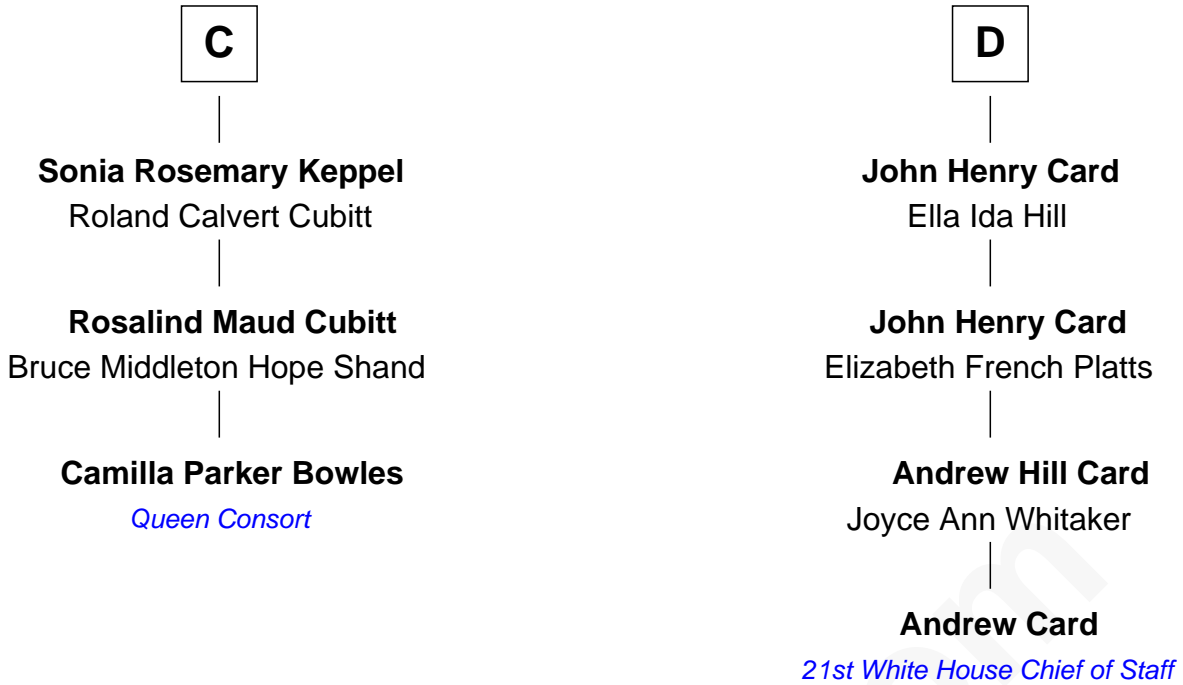 C
Sonia Rosemary Keppel
Roland Calvert Cubitt
Rosalind Maud Cubitt
Bruce Middleton Hope Shand
Camilla Parker Bowles
Queen Consort
D
John Henry Card
Ella Ida Hill
John Henry Card
Elizabeth French Platts
Andrew Hill Card
Joyce Ann Whitaker
Andrew Card
21st White House Chief of Staff